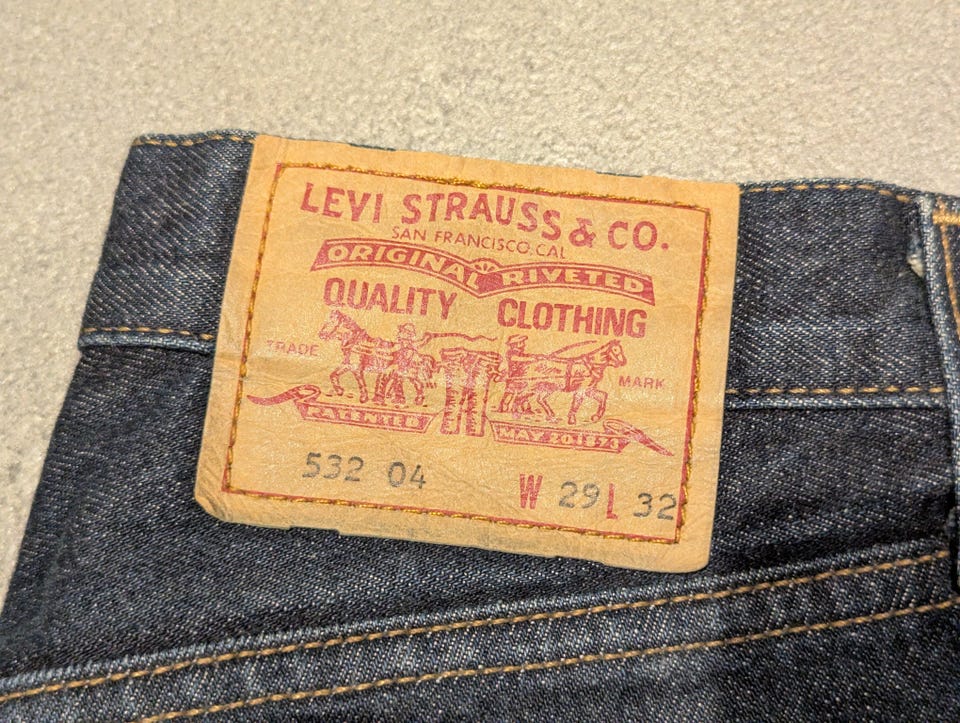 LEVI STRAUSS & CO.
SAN FRANCISCO. CAL
ORIGINAL RIVETED
QUALITY CLOTHING
TRADE MARK
PATENTED MAY 20 1873
532 04 W 29 L 32